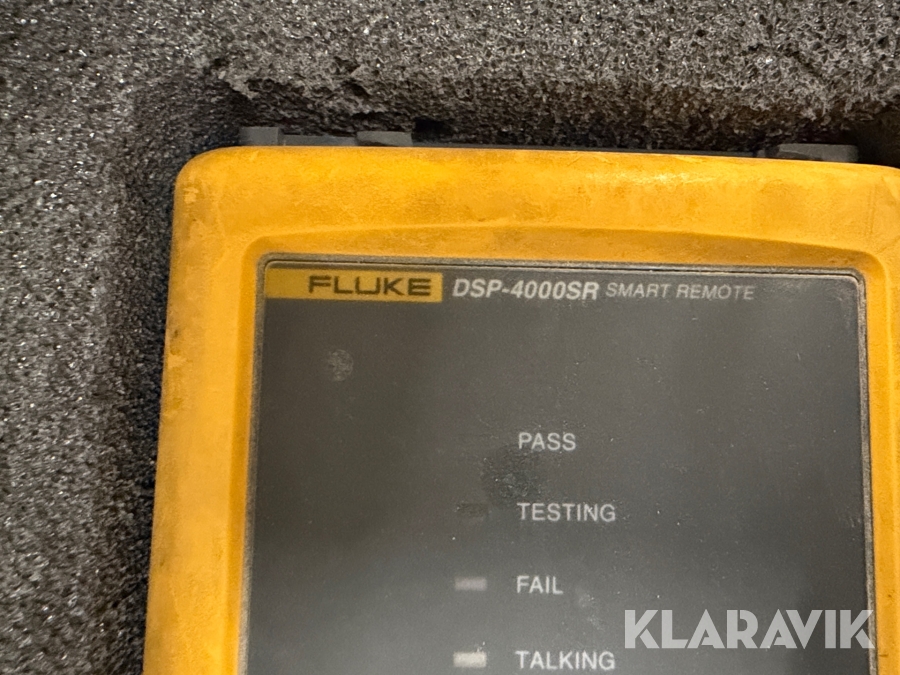 FLUKE DSP-4000SR SMART REMOTE
PASS
TESTING
FAIL
TALKING
KLARAVIK